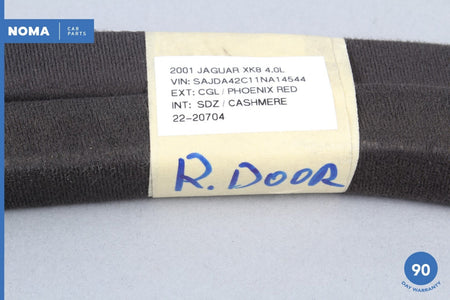 NOMA
CAR
PARTS
2001 JAGUAR XK8 4.0L
VIN: SAJDA42C11NA14544
EXT: CGL / PHOENIX RED
INT: SDZ / CASHMERE
22-20704
R. DOOR
90
DAY WARRANTY